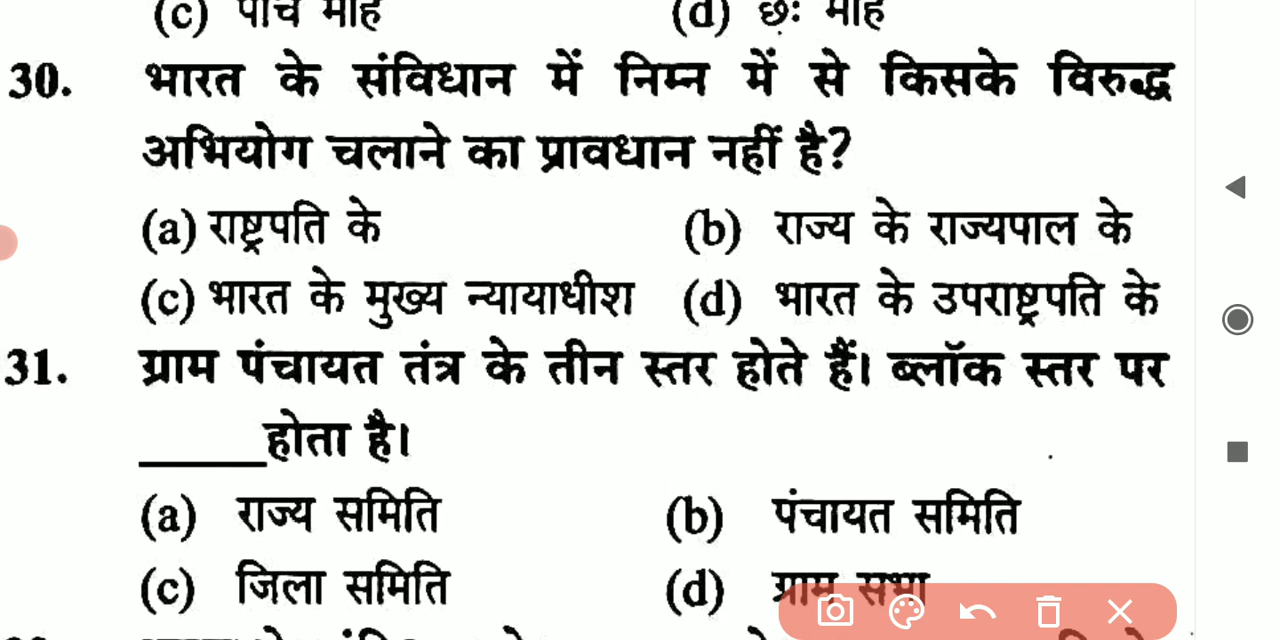 (c) पांच माह (d) छः माह
30. भारत के संविधान में निम्न में से किसके विरुद्ध
अभियोग चलाने का प्रावधान नहीं है?
(a) राष्ट्रपति के (b) राज्य के राज्यपाल के
(c) भारत के मुख्य न्यायाधीश (d) भारत के उपराष्ट्रपति के
31. ग्राम पंचायत तंत्र के तीन स्तर होते हैं। ब्लॉक स्तर पर
______होता है।
(a) राज्य समिति (b) पंचायत समिति
(c) जिला समिति (d) ग्राम सभा